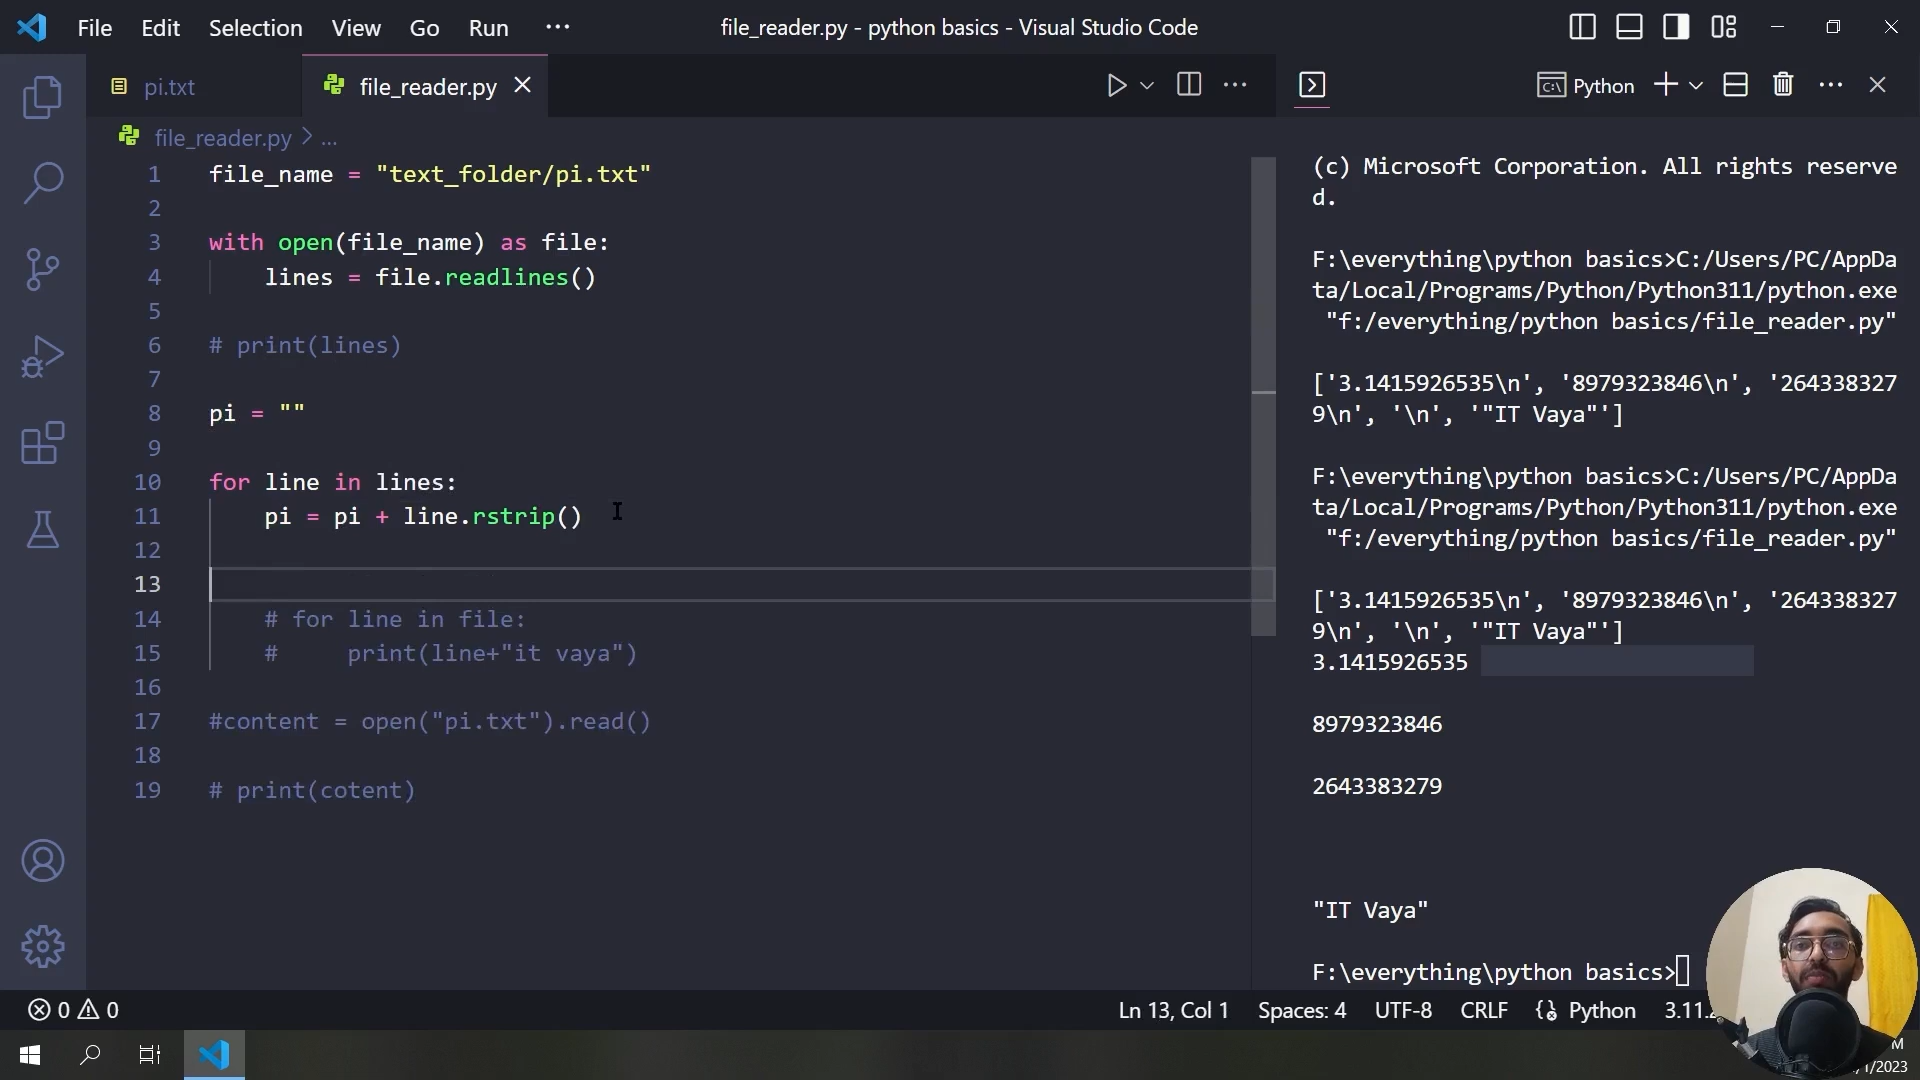 File Edit Selection View Go Run ···
file_reader.py - python basics - Visual Studio Code
pi.txt
file_reader.py
Python
file_reader.py > ...
1 file_name = "text_folder/pi.txt"
2
3 with open(file_name) as file:
4 lines = file.readlines()
5
6 # print(lines)
7
8 pi = ""
9
10 for line in lines:
11 pi = pi + line.rstrip()
12
13
14 # for line in file:
15 #     print(line+"it vaya")
16
17 #content = open("pi.txt").read()
18
19 # print(cotent)
(c) Microsoft Corporation. All rights reserve
d.
F:\everything\python basics>C:/Users/PC/AppDa
ta/Local/Programs/Python/Python311/python.exe
"f:/everything/python basics/file_reader.py"
['3.1415926535\n', '8979323846\n', '264338327
9\n', '\n', '"IT Vaya"']
F:\everything\python basics>C:/Users/PC/AppDa
ta/Local/Programs/Python/Python311/python.exe
"f:/everything/python basics/file_reader.py"
['3.1415926535\n', '8979323846\n', '264338327
9\n', '\n', '"IT Vaya"']
3.1415926535
8979323846
2643383279
"IT Vaya"
F:\everything\python basics>
0 0
Ln 13, Col 1 Spaces: 4 UTF-8 CRLF Python